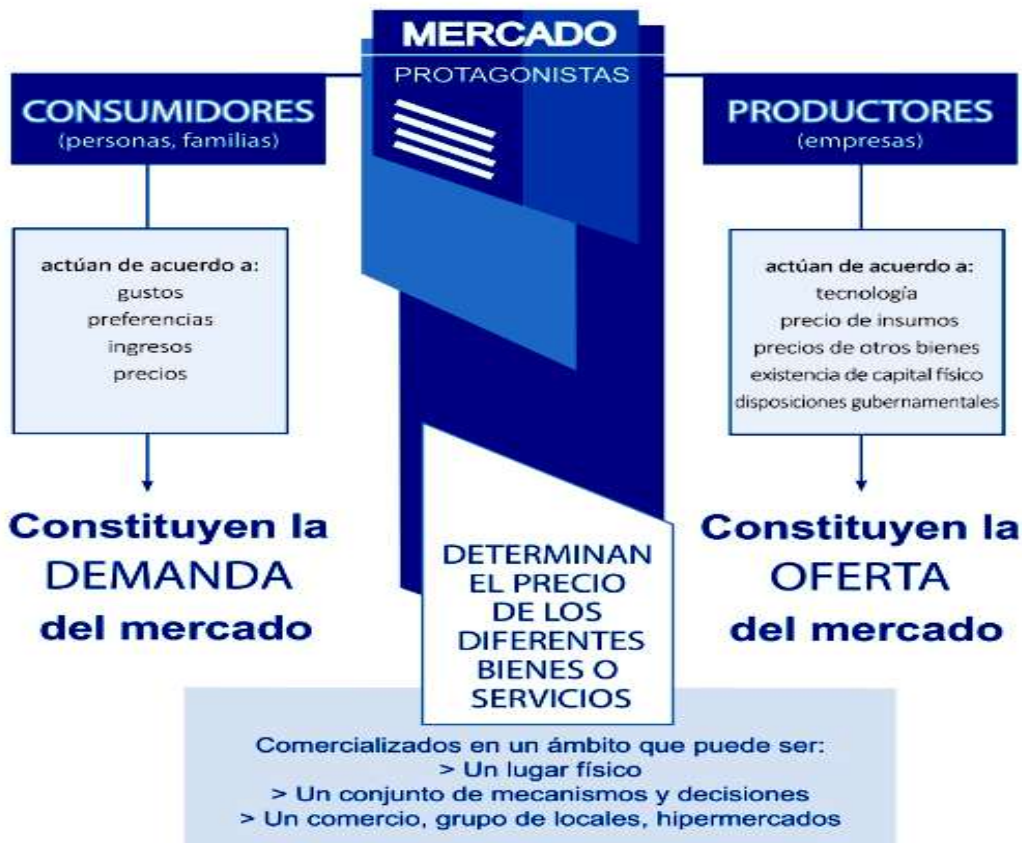 MERCADO
PROTAGONISTAS
CONSUMIDORES
(personas, familias)
actúan de acuerdo a:
gustos
preferencias
ingresos
precios
Constituyen la
DEMANDA
del mercado
PRODUCTORES
(empresas)
actúan de acuerdo a:
tecnología
precio de insumos
precios de otros bienes
existencia de capital físico
disposiciones gubernamentales
Constituyen la
OFERTA
del mercado
DETERMINAN
EL PRECIO
DE LOS
DIFERENTES
BIENES O
SERVICIOS
Comercializados en un ámbito que puede ser:
> Un lugar físico
> Un conjunto de mecanismos y decisiones
> Un comercio, grupo de locales, hipermercados